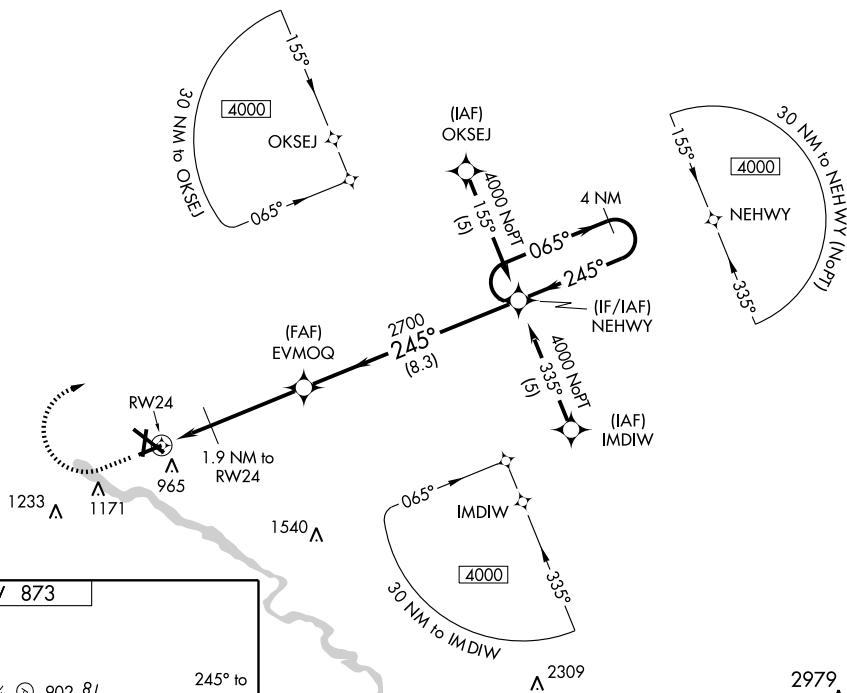 155°
30 NM to OKSEJ
4000
OKSEJ
065°
(IAF)
OKSEJ
4000 NoPT
155°
(5)
4 NM
065°
245°
(IF/IAF)
NEHWY
155°
30 NM to NEHWY (NoPT)
4000
NEHWY
335°
2700
245°
(8.3)
(FAF)
EVMOQ
4000 NoPT
335°
(5)
(IAF)
IMDIW
RW24
1.9 NM to
RW24
965
1233
1171
1540
065°
IMDIW
4000
335°
30 NM to IMDIW
873
902
245° to
2309
2979